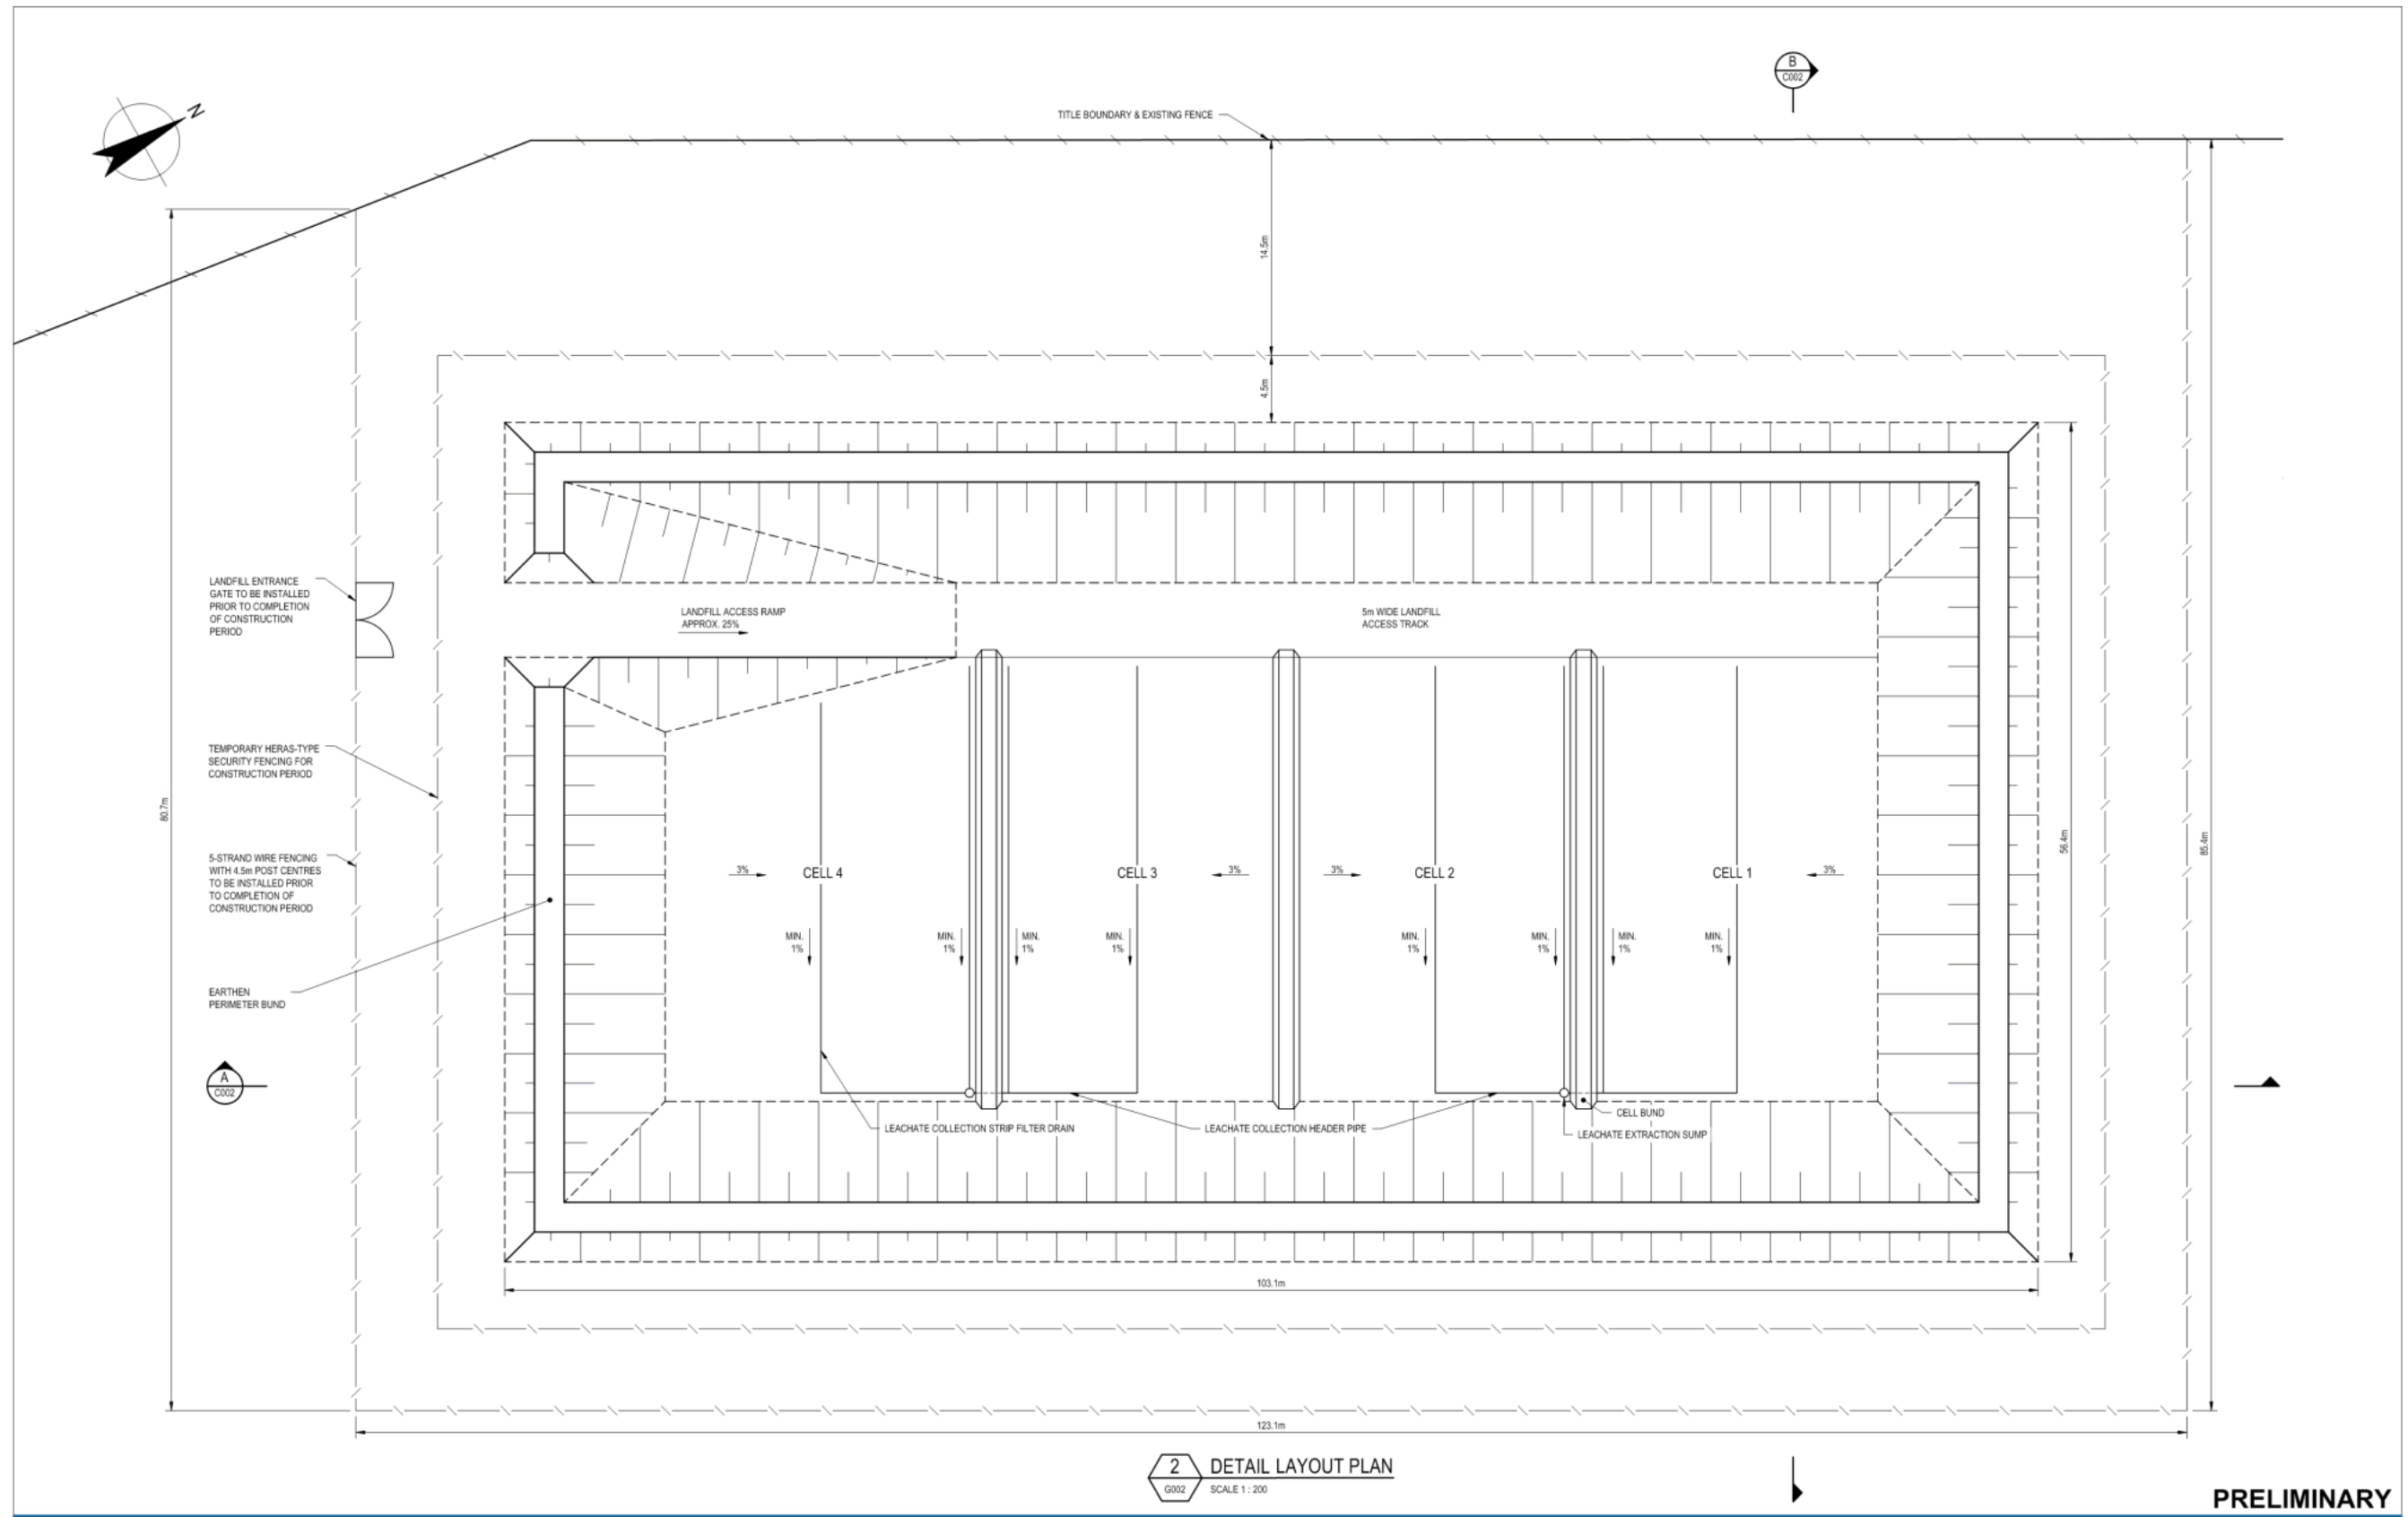 B
C002
N
TITLE BOUNDARY & EXISTING FENCE
14.5m
4.5m
LANDFILL ENTRANCE
GATE TO BE INSTALLED
PRIOR TO COMPLETION
OF CONSTRUCTION
PERIOD
LANDFILL ACCESS RAMP
APPROX. 25%
5m WIDE LANDFILL
ACCESS TRACK
TEMPORARY HERAS-TYPE
SECURITY FENCING FOR
CONSTRUCTION PERIOD
80.7m
56.4m
85.4m
5-STRAND WIRE FENCING
WITH 4.5m POST CENTRES
TO BE INSTALLED PRIOR
TO COMPLETION OF
CONSTRUCTION PERIOD
3%
CELL 4
CELL 3
3%
3%
CELL 2
CELL 1
3%
MIN.
1%
MIN.
1%
MIN.
1%
MIN.
1%
MIN.
1%
MIN.
1%
MIN.
1%
MIN.
1%
EARTHEN
PERIMETER BUND
A
C002
CELL BUND
LEACHATE COLLECTION STRIP FILTER DRAIN
LEACHATE COLLECTION HEADER PIPE
LEACHATE EXTRACTION SUMP
103.1m
123.1m
2
G002
DETAIL LAYOUT PLAN
SCALE 1 : 200
PRELIMINARY